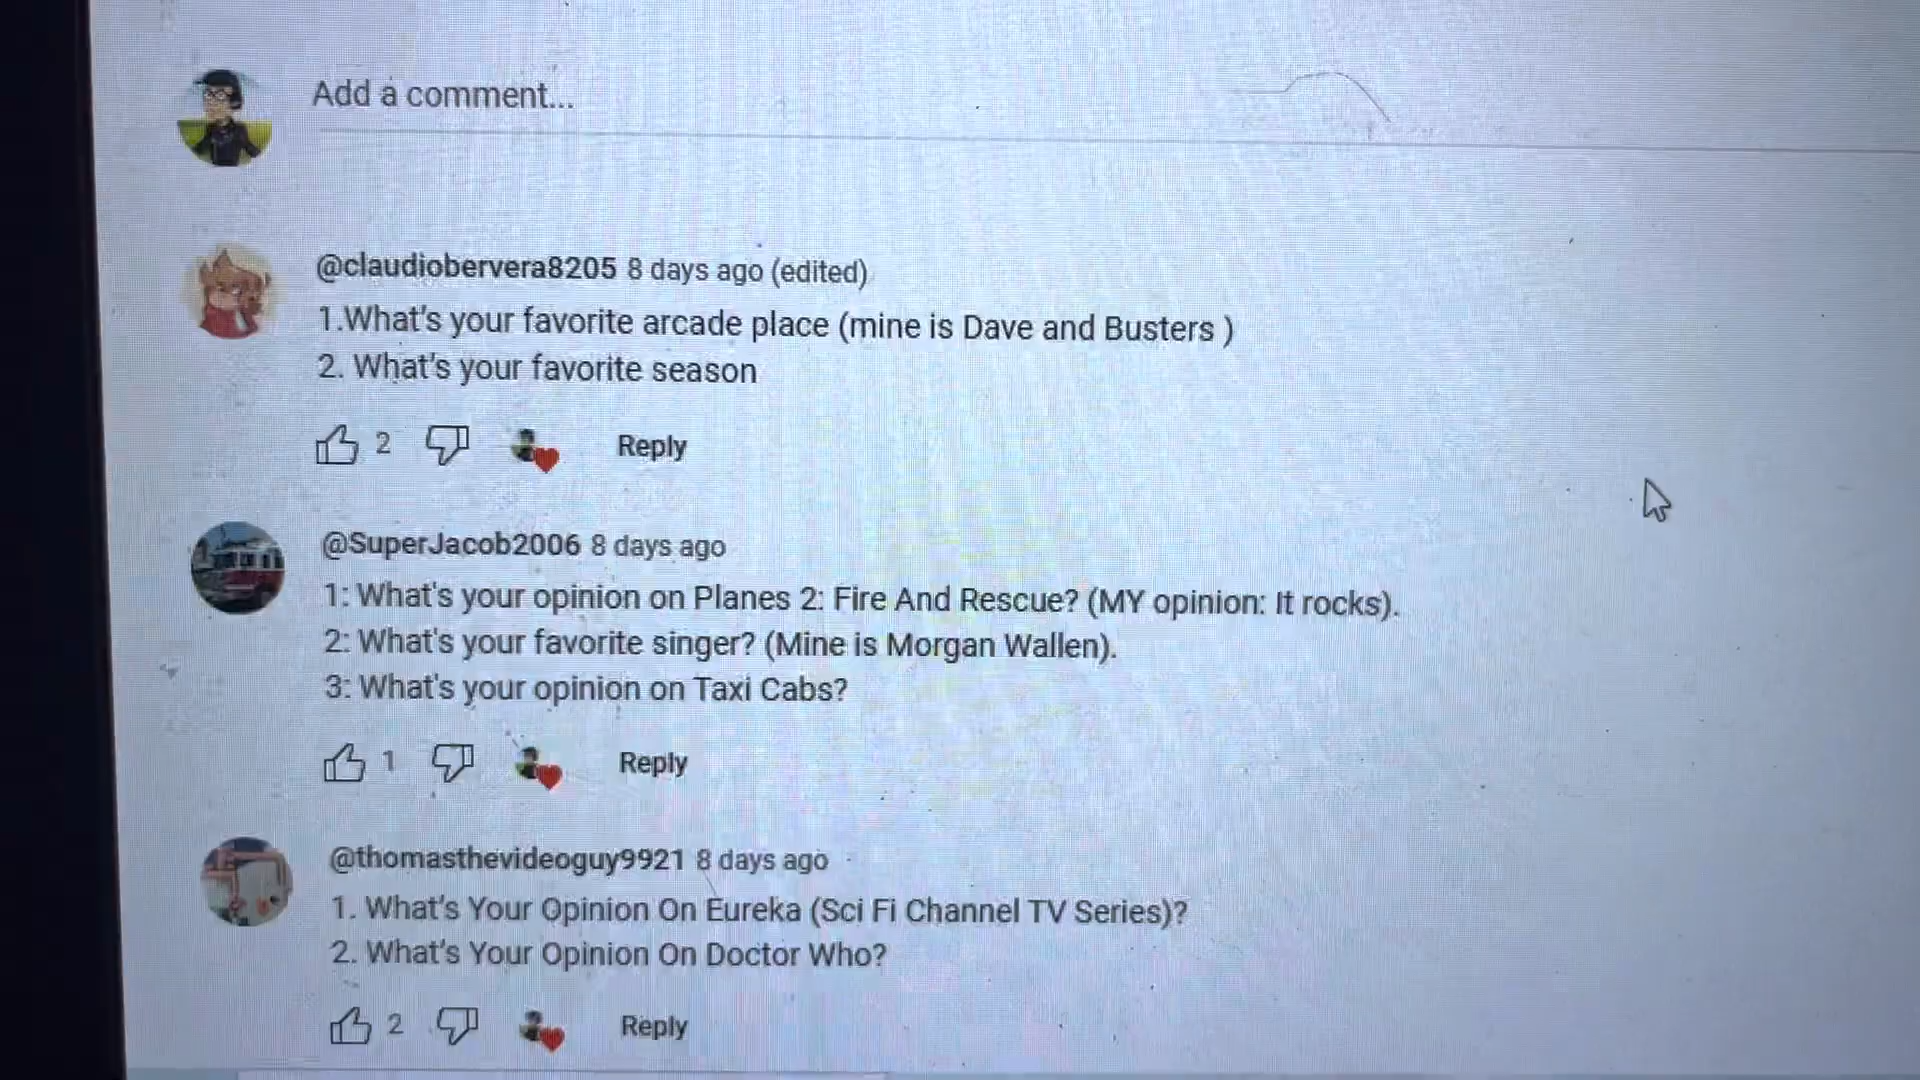 Add a comment...
@claudiobervera8205 8 days ago (edited)
1.What's your favorite arcade place (mine is Dave and Busters )
2. What's your favorite season
2 Reply
@SuperJacob2006 8 days ago
1: What's your opinion on Planes 2: Fire And Rescue? (MY opinion: It rocks).
2: What's your favorite singer? (Mine is Morgan Wallen).
3: What's your opinion on Taxi Cabs?
1 Reply
@thomasthevideoguy9921 8 days ago
1. What's Your Opinion On Eureka (Sci Fi Channel TV Series)?
2. What's Your Opinion On Doctor Who?
2 Reply